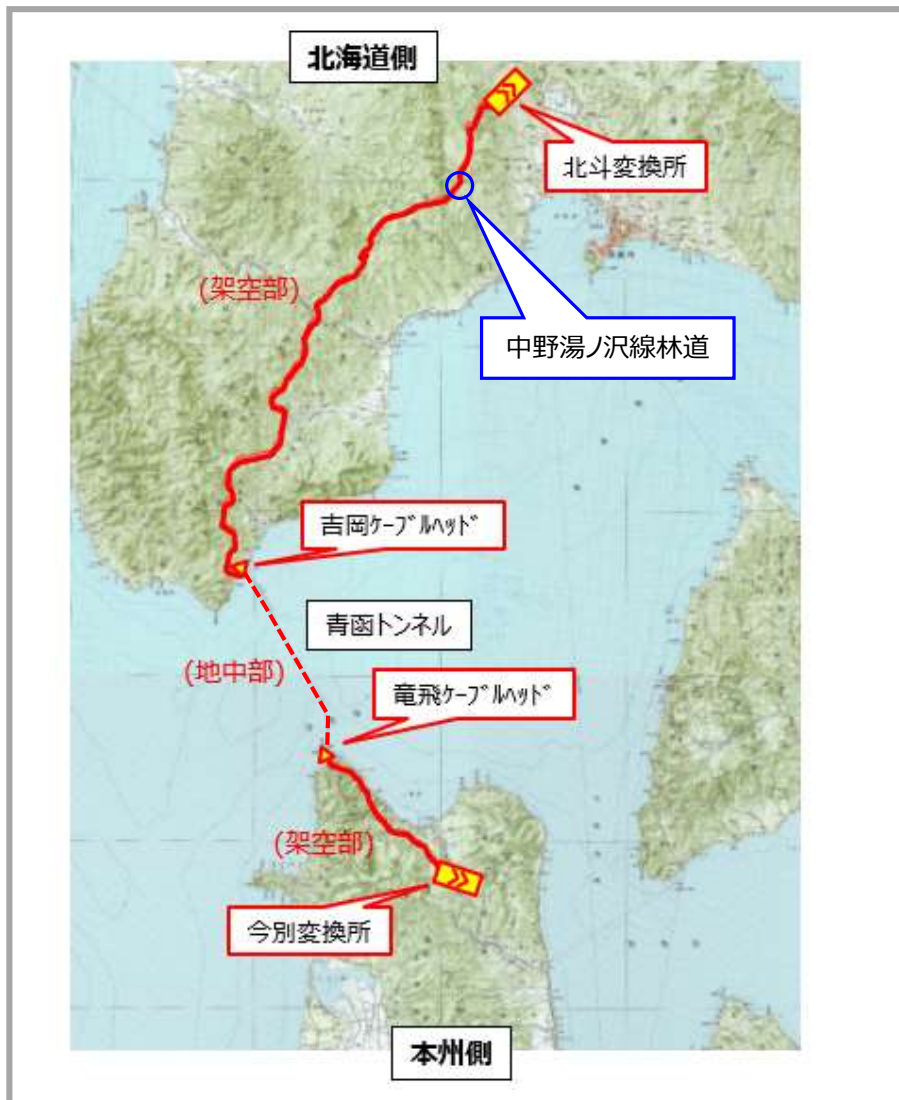 北海道側
北斗変換所
(架空部)
中野湯ノ沢線林道
吉岡ｹｰﾌﾞﾙﾍｯﾄﾞ
青函トンネル
(地中部)
竜飛ｹｰﾌﾞﾙﾍｯﾄﾞ
(架空部)
今別変換所
本州側